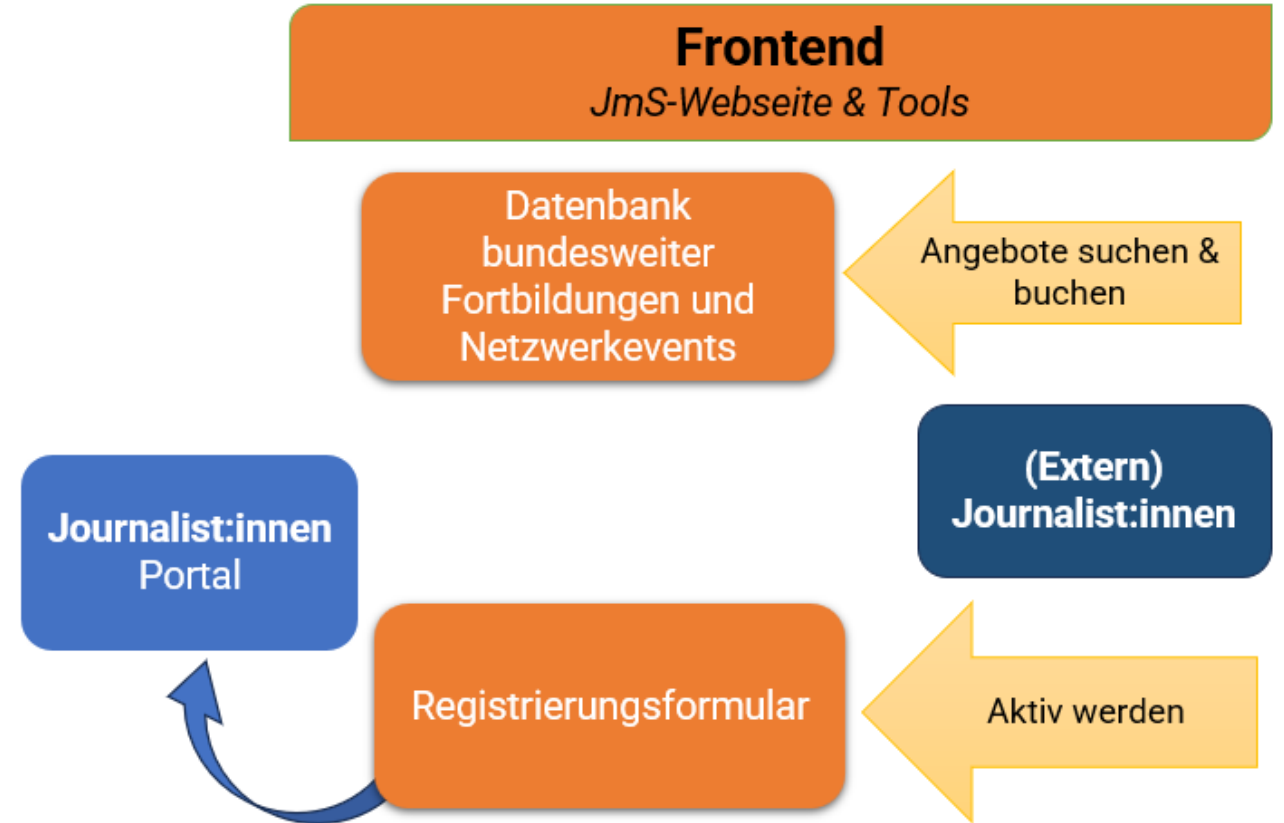 Frontend
JmS-Webseite & Tools
Datenbank
bundesweiter
Fortbildungen und
Netzwerkevents
Angebote suchen &
buchen
(Extern)
Journalist:innen
Journalist:innen
Portal
Registrierungsformular
Aktiv werden